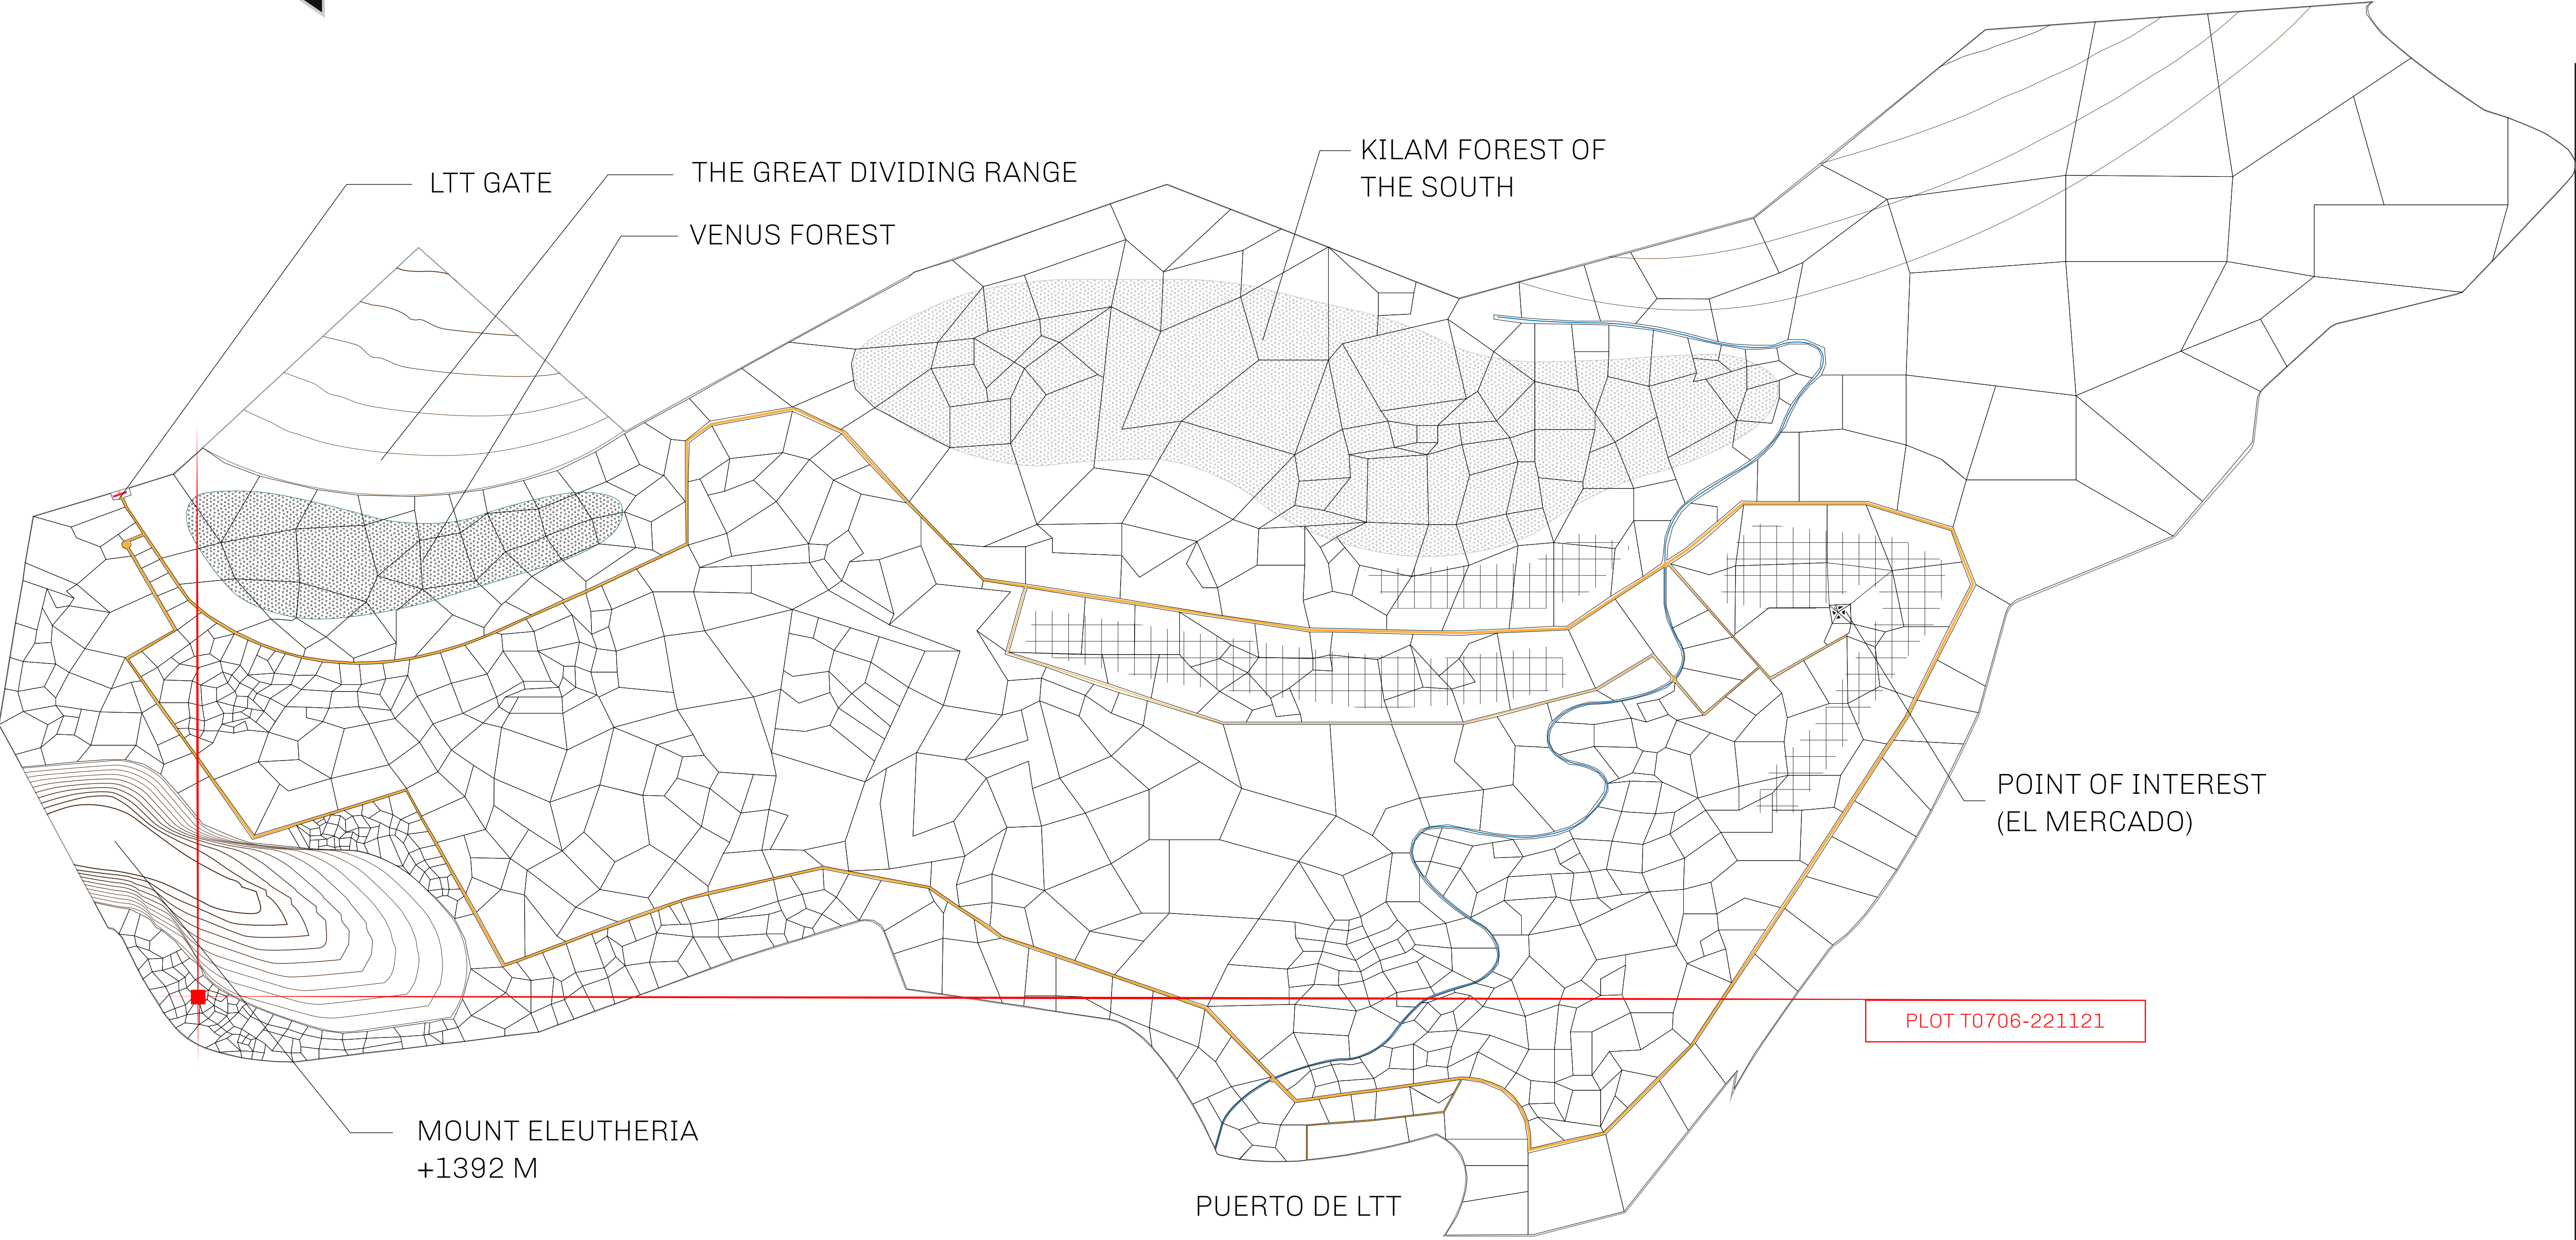 KILAM FOREST OF
THE SOUTH
LTT GATE
THE GREAT DIVIDING RANGE
VENUS FOREST
POINT OF INTEREST
(EL MERCADO)
PLOT T0706-221121
MOUNT ELEUTHERIA
+1392 M
PUERTO DE LTT